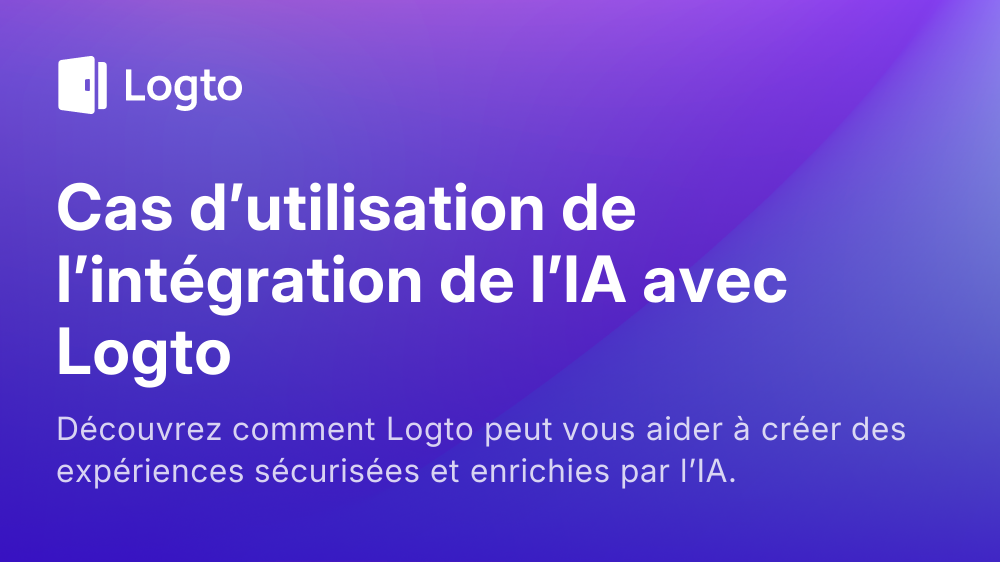 Logto
Cas d’utilisation de
l’intégration de l’IA avec
Logto
Découvrez comment Logto peut vous aider à créer des
expériences sécurisées et enrichies par l’IA.